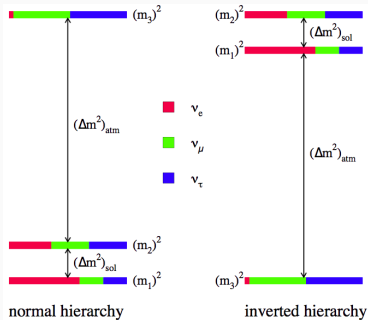 (m₃)²
(m₂)²
(Δm²)sol
(m₁)²
νe
(Δm²)atm
νμ
(Δm²)atm
ντ
(m₂)²
(Δm²)sol
(m₁)²
(m₃)²
normal hierarchy
inverted hierarchy